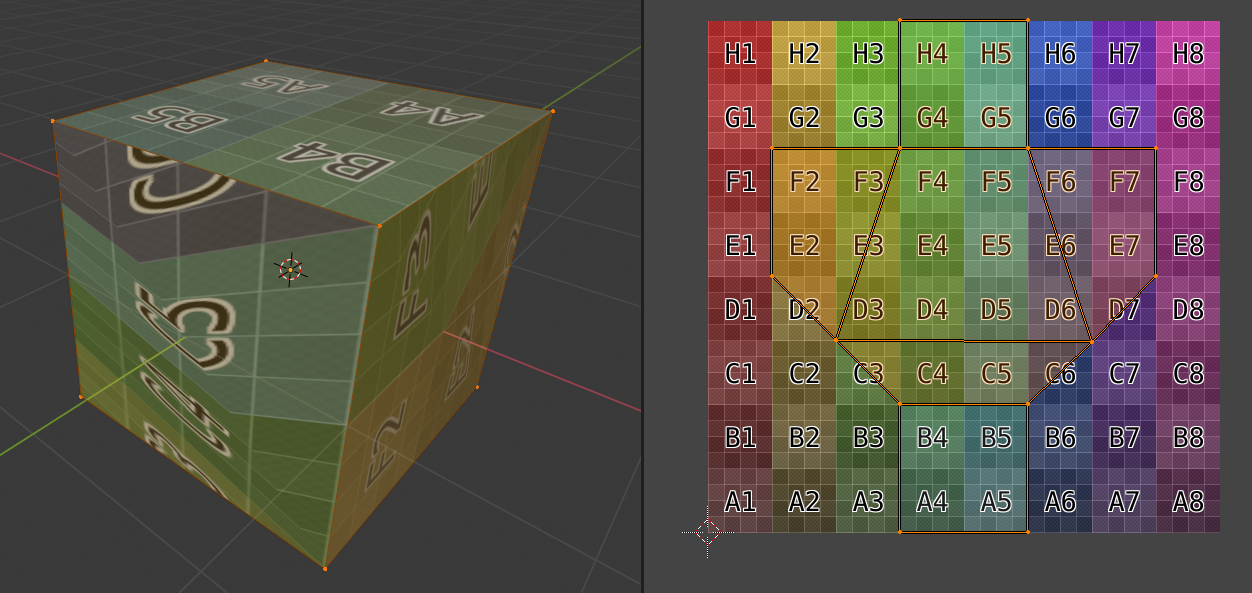 A5
B5 A4
B4
H1 H2 H3 H4 H5 H6 H7 H8
G1 G2 G3 G4 G5 G6 G7 G8
F1 F2 F3 F4 F5 F6 F7 F8
E1 E2 E3 E4 E5 E6 E7 E8
D1 D2 D3 D4 D5 D6 D7 D8
C1 C2 C3 C4 C5 C6 C7 C8
B1 B2 B3 B4 B5 B6 B7 B8
A1 A2 A3 A4 A5 A6 A7 A8